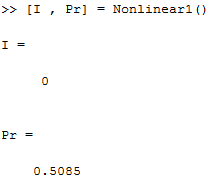 >> [I , Pr] = Nonlinear1()
I =
0
Pr =
0.5085